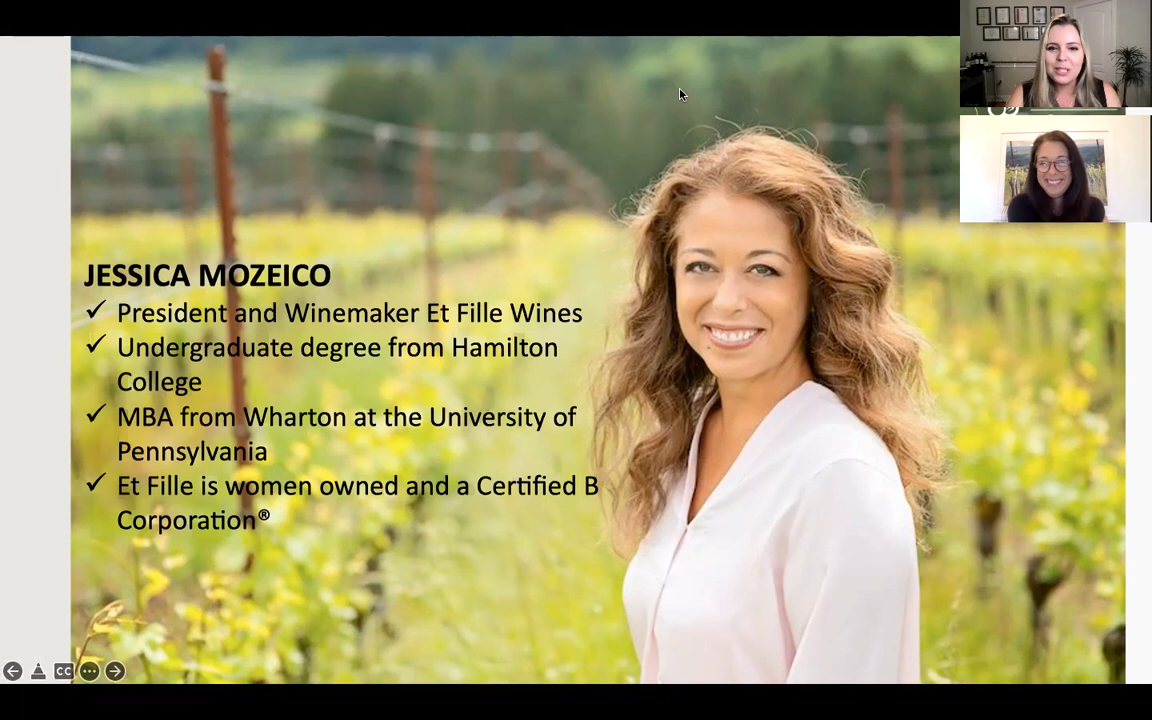 JESSICA MOZEICO
✓ President and Winemaker Et Fille Wines
✓ Undergraduate degree from Hamilton
College
✓ MBA from Wharton at the University of
Pennsylvania
✓ Et Fille is women owned and a Certified B
Corporation®
CC